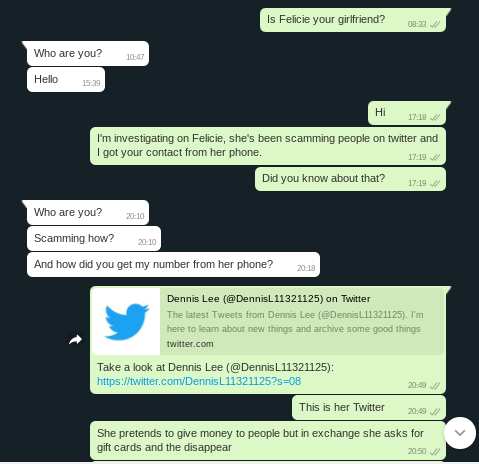 Is Felicie your girlfriend?
08:33
Who are you?
10:47
Hello
15:39
Hi
17:18
I'm investigating on Felicie, she's been scamming people on twitter and
I got your contact from her phone.
17:19
Did you know about that?
17:19
Who are you?
20:10
Scamming how?
20:10
And how did you get my number from her phone?
20:18
Dennis Lee (@DennisL11321125) on Twitter
The latest Tweets from Dennis Lee (@DennisL11321125). I'm
here to learn about new things and archive some good things
twitter.com
Take a look at Dennis Lee (@DennisL11321125):
https://twitter.com/DennisL11321125?s=08
20:49
This is her Twitter
20:49
She pretends to give money to people but in exchange she asks for
gift cards and the disappear
20:50